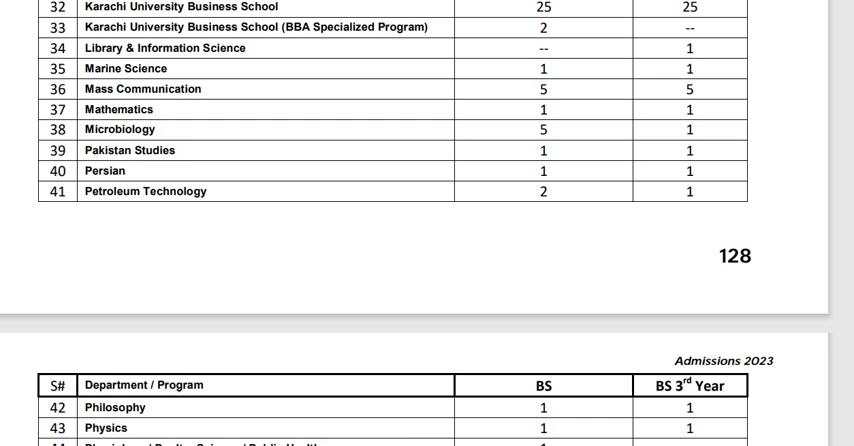 32 Karachi University Business School 25 25
33 Karachi University Business School (BBA Specialized Program) 2 --
34 Library & Information Science -- 1
35 Marine Science 1 1
36 Mass Communication 5 5
37 Mathematics 1 1
38 Microbiology 5 1
39 Pakistan Studies 1 1
40 Persian 1 1
41 Petroleum Technology 2 1
128
Admissions 2023
S# Department / Program BS BS 3rd Year
42 Philosophy 1 1
43 Physics 1 1